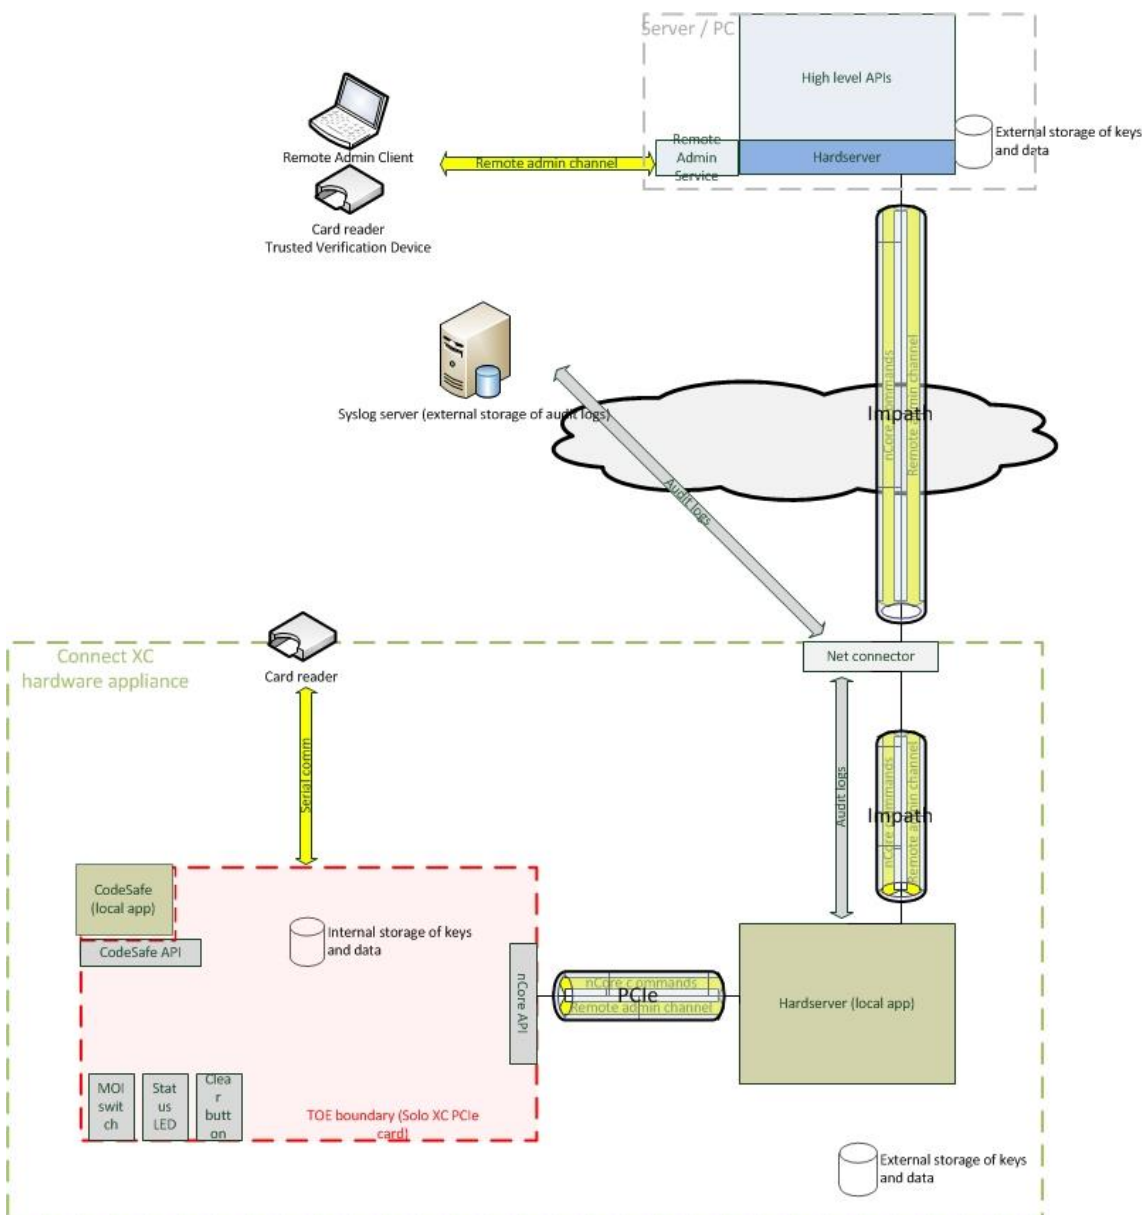 Server / PC
High level APIs
External storage of keys
and data
Remote Admin Client
Remote admin channel
Remote
Admin
Service
Hardserver
Card reader
Trusted Verification Device
nCore commands
Remote admin channel
Impath
Syslog server (external storage of audit logs)
Audit logs
Net connector
Connect XC
hardware appliance
Card reader
Serial comm
Audit logs
nCore commands
Remote admin channel
Impath
CodeSafe
(local app)
CodeSafe API
Internal storage of keys
and data
nCore API
nCore c ommands
PCIe
Remote admin channel
Hardserver (local app)
MOI
swit
ch
Stat
us
LED
Clea
r
butt
on
TOE boundary (Solo XC PCIe
card)
External storage of keys
and data